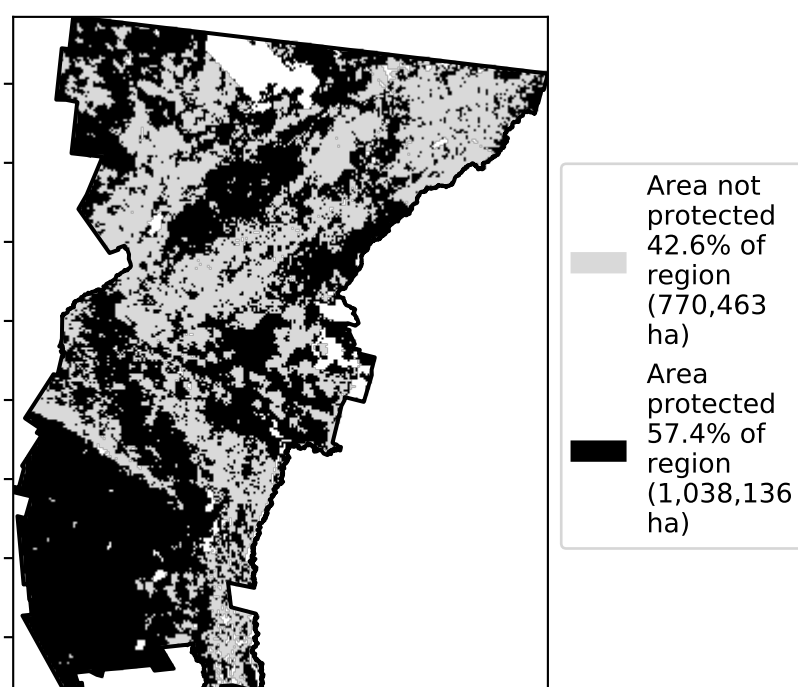 Area not
protected
42.6% of
region
(770,463
ha)
Area
protected
57.4% of
region
(1,038,136
ha)